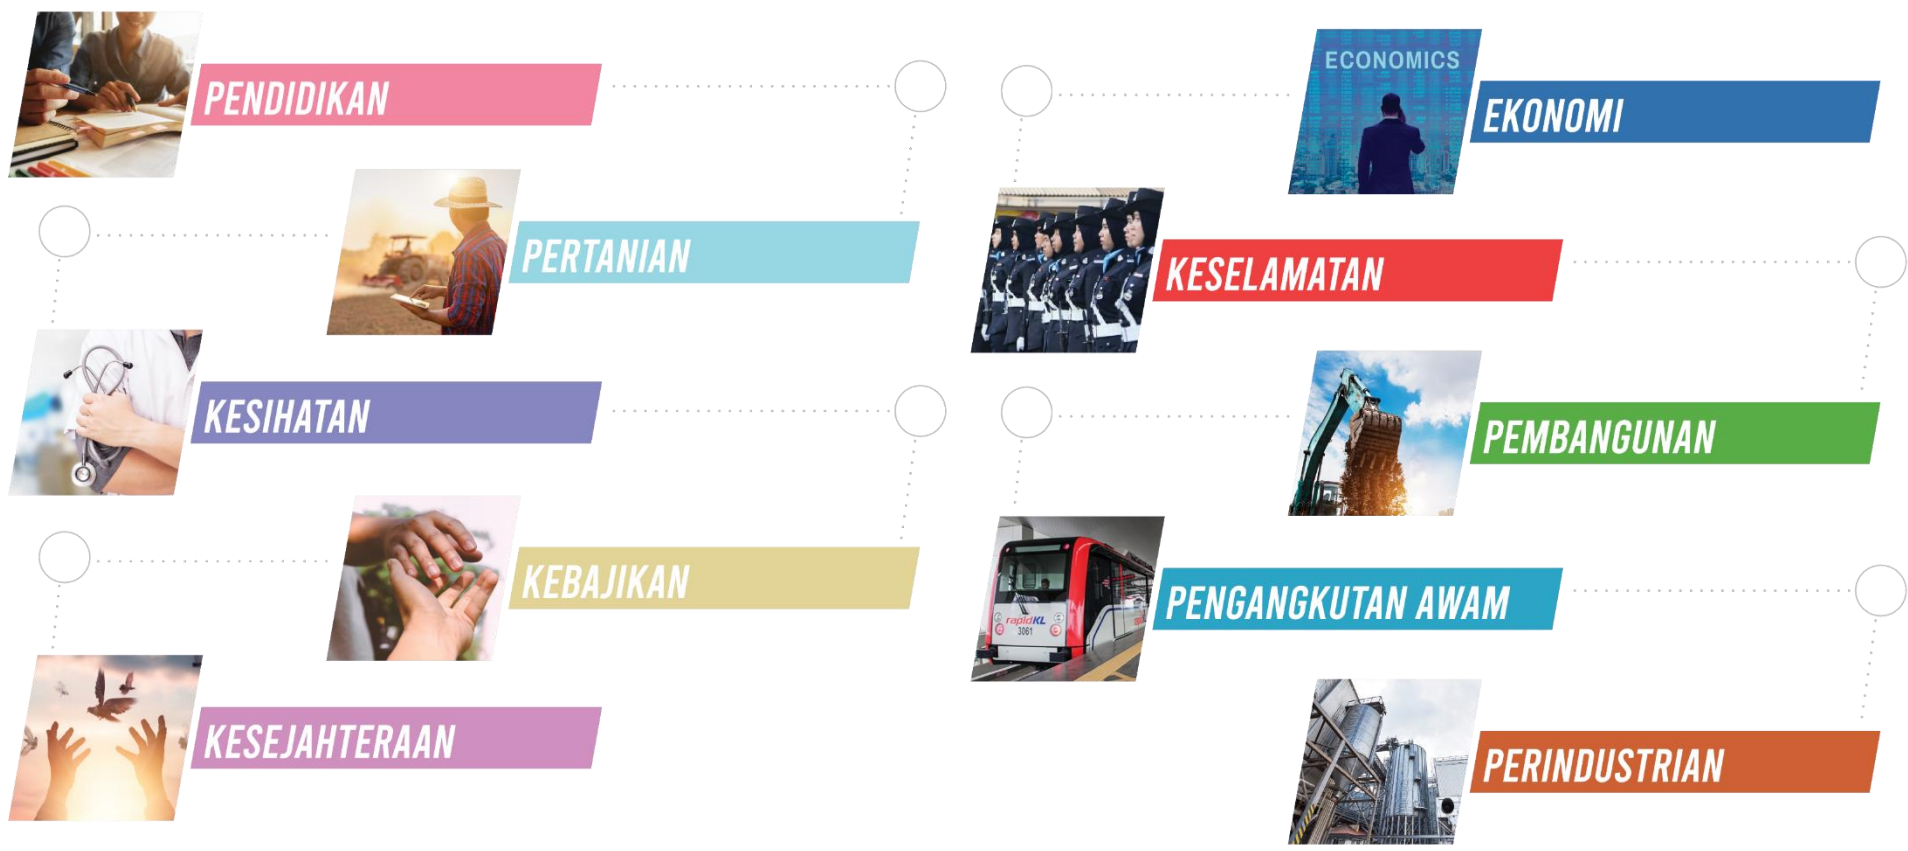 PENDIDIKAN
PERTANIAN
KESIHATAN
KEBAJIKAN
KESEJAHTERAAN
ECONOMICS
EKONOMI
KESELAMATAN
PEMBANGUNAN
rapidKL
3061
PENGANGKUTAN AWAM
PERINDUSTRIAN